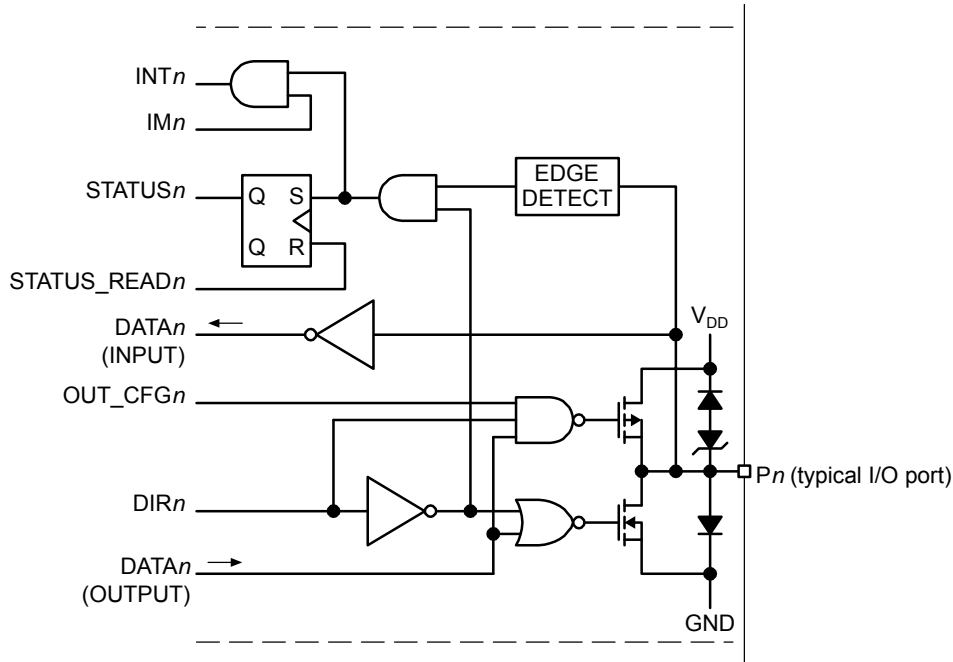 INTn
IMn
EDGE
DETECT
STATUSn
Q S
Q R
STATUS_READn
DATAn
(INPUT)
VDD
OUT_CFGn
Pn (typical I/O port)
DIRn
DATAn
(OUTPUT)
GND